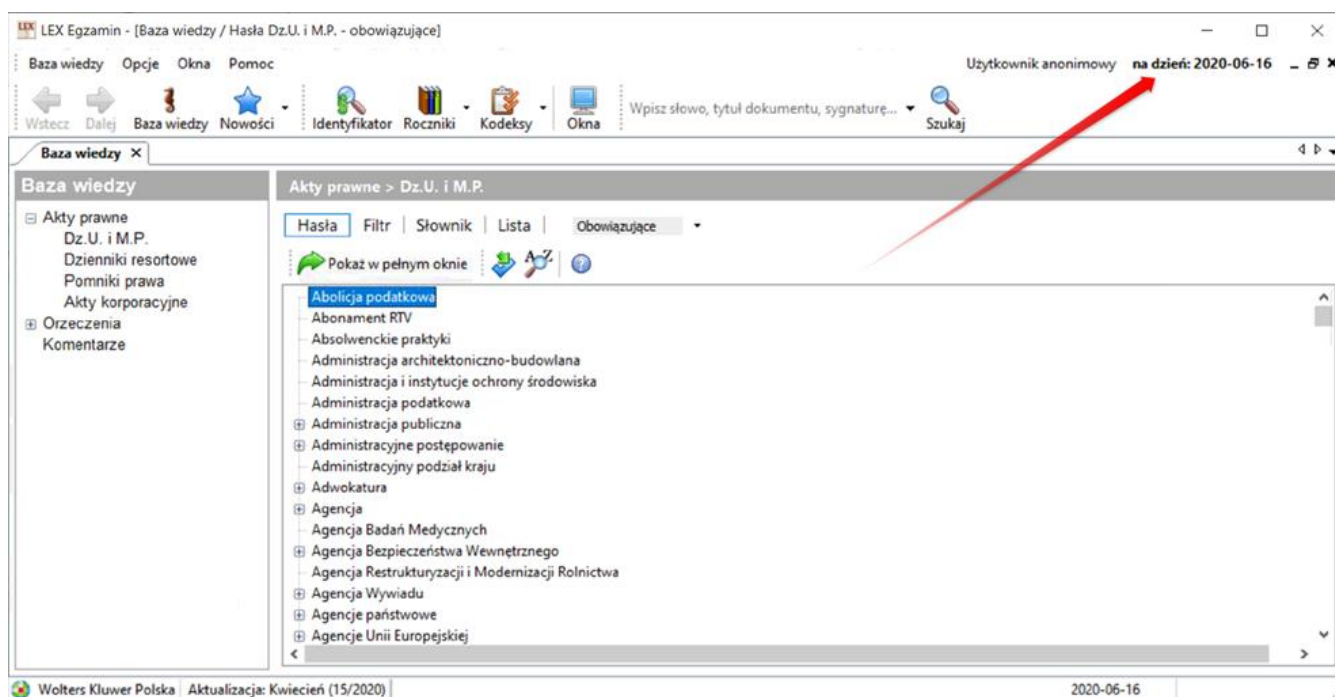 LEX LEX Egzamin - [Baza wiedzy / Hasła Dz.U. i M.P. - obowiązujące]
Baza wiedzy Opcje Okna Pomoc Użytkownik anonimowy na dzień: 2020-06-16
Wstecz Dalej Baza wiedzy Nowości Identyfikator Roczniki Kodeksy Okna Wpisz słowo, tytuł dokumentu, sygnaturę... Szukaj
Baza wiedzy
Baza wiedzy
Akty prawne
Dz.U. i M.P.
Dzienniki resortowe
Pomniki prawa
Akty korporacyjne
Orzeczenia
Komentarze
Akty prawne > Dz.U. i M.P.
Hasła | Filtr | Słownik | Lista | Obowiązujące
Pokaż w pełnym oknie A-Z
Abolicja podatkowa
Abonament RTV
Absolwenckie praktyki
Administracja architektoniczno-budowlana
Administracja i instytucje ochrony środowiska
Administracja podatkowa
Administracja publiczna
Administracyjne postępowanie
Administracyjny podział kraju
Adwokatura
Agencja
Agencja Badań Medycznych
Agencja Bezpieczeństwa Wewnętrznego
Agencja Restrukturyzacji i Modernizacji Rolnictwa
Agencja Wywiadu
Agencje państwowe
Agencje Unii Europejskiej
Wolters Kluwer Polska Aktualizacja: Kwiecień (15/2020) 2020-06-16